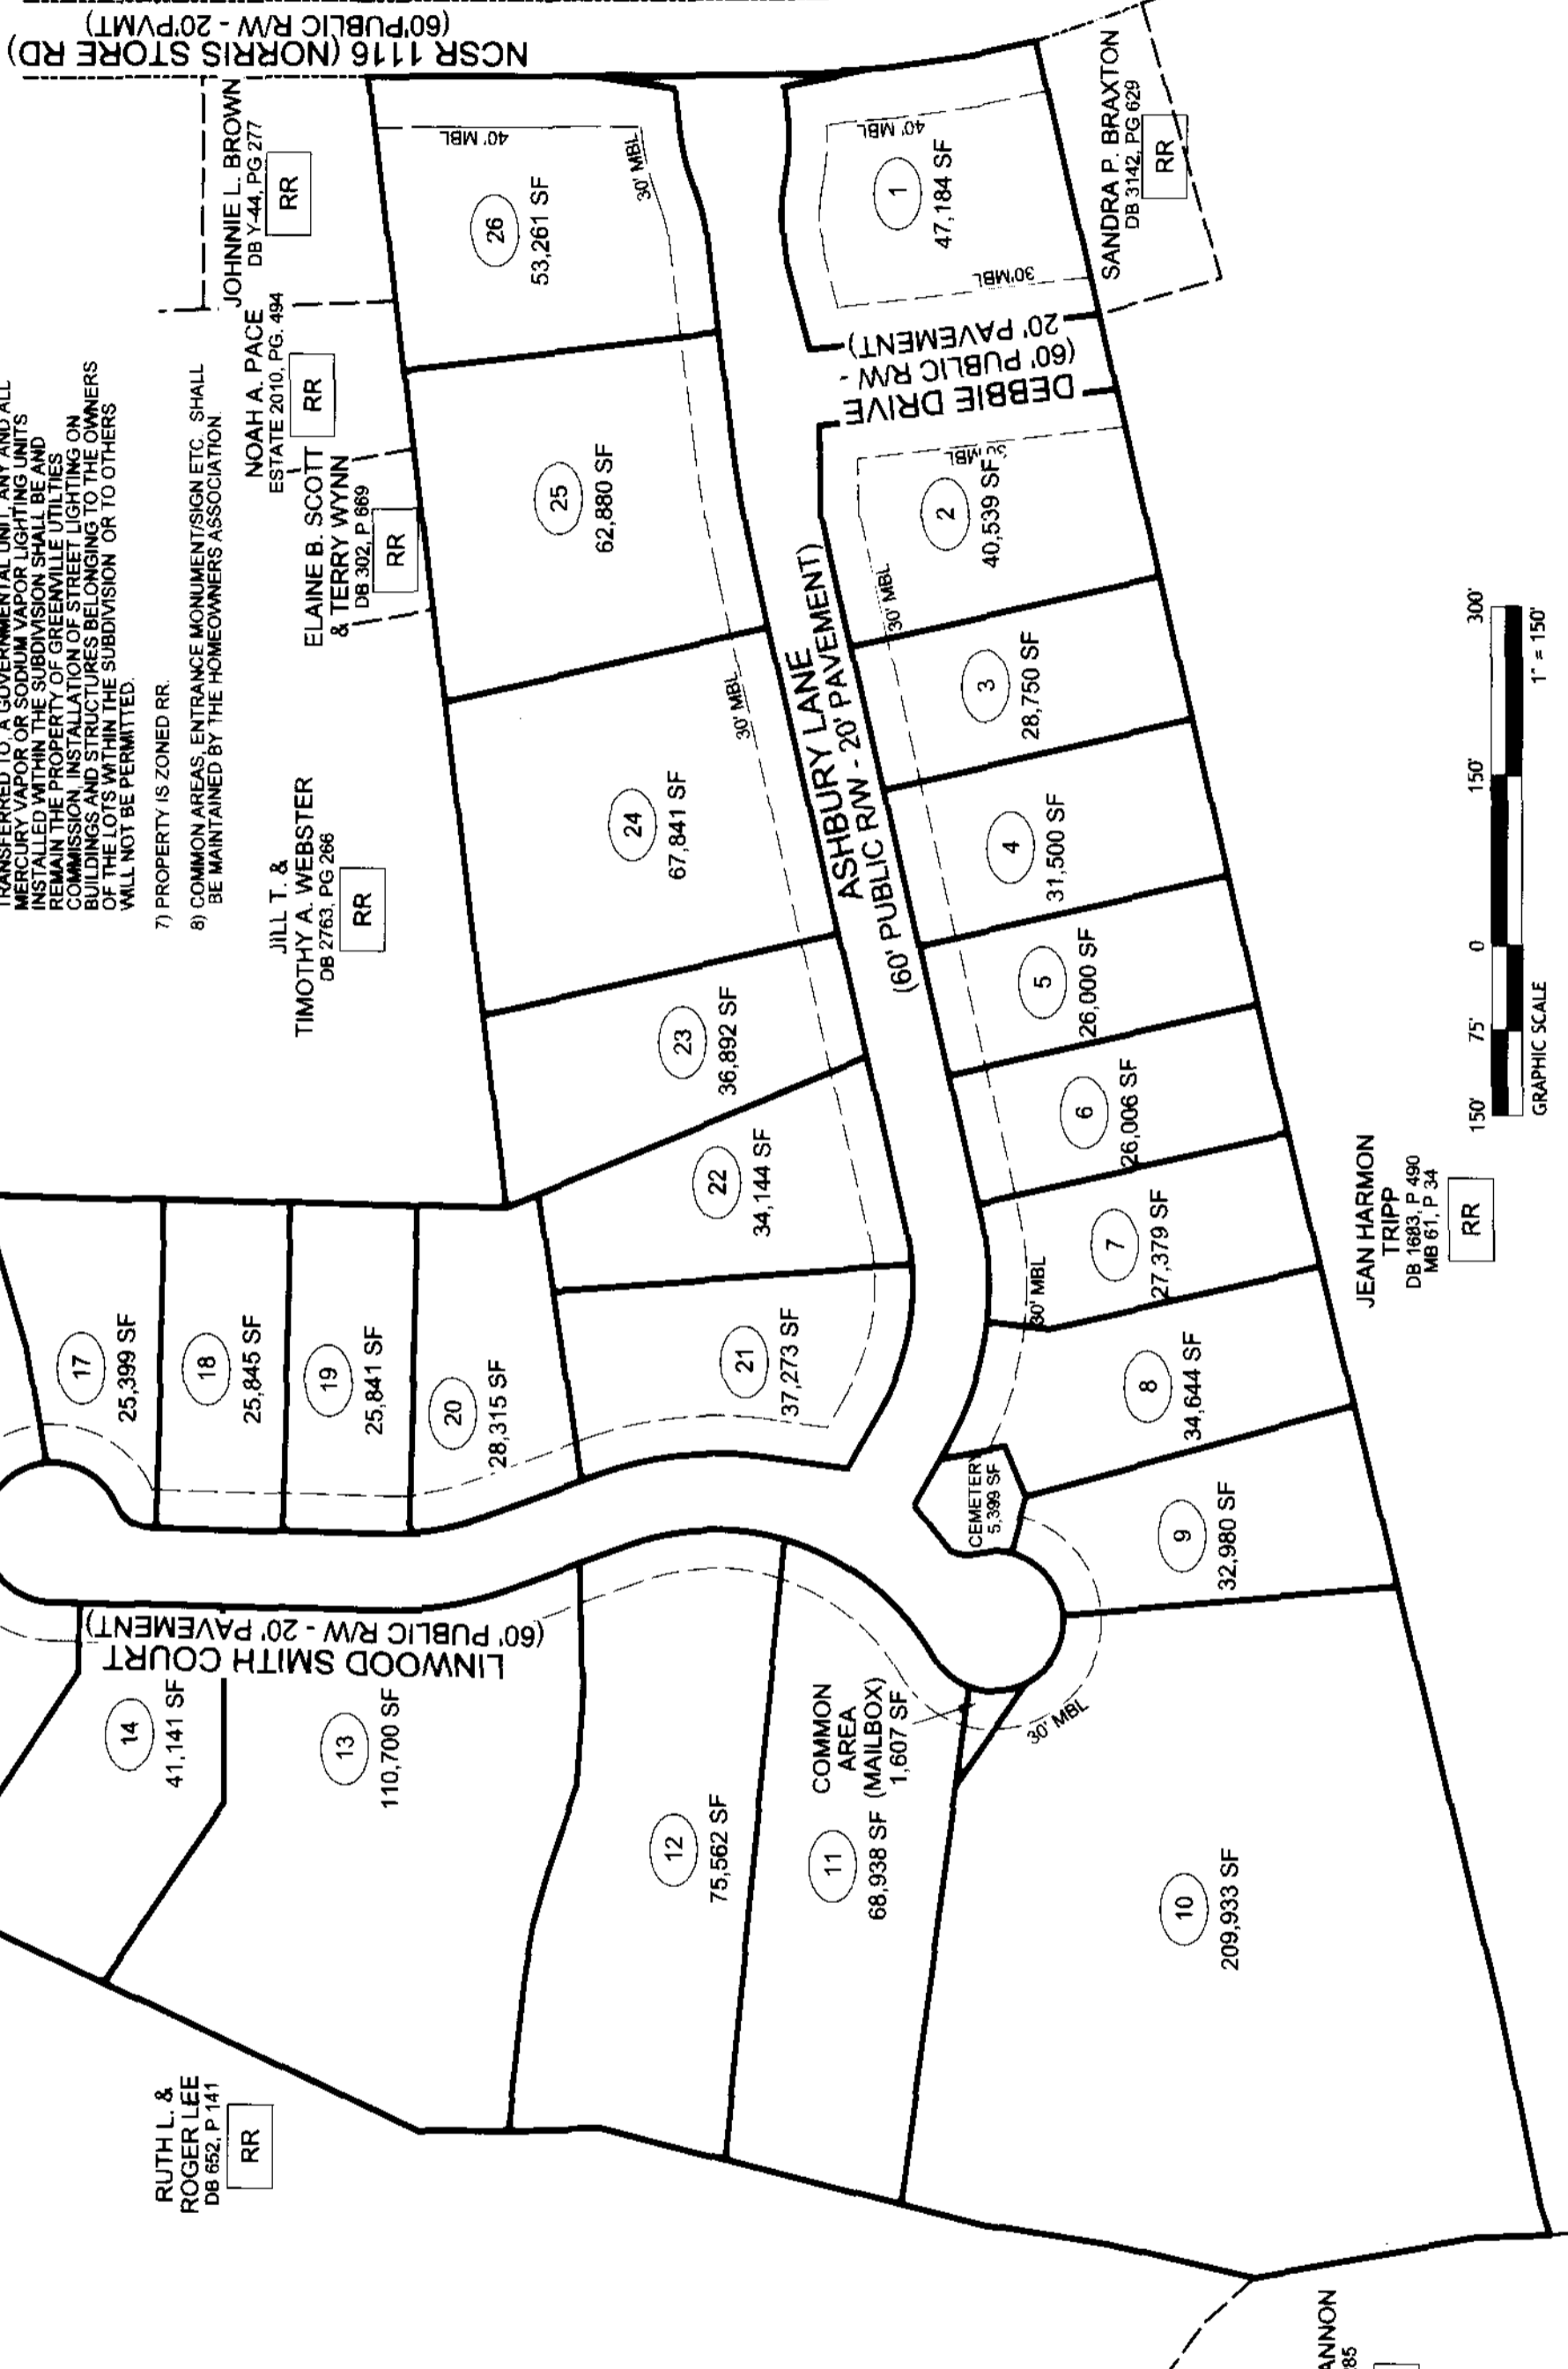 TRANSFERRED TO, A GOVERNMENTAL UNIT, ANY AND ALL
MERCURY VAPOR OR SODIUM VAPOR LIGHTING UNITS
INSTALLED WITHIN THE SUBDIVISION SHALL BE AND
REMAIN THE PROPERTY OF GREENVILLE UTILITIES
COMMISSION, INSTALLATION OF STREET LIGHTING ON
BUILDINGS AND STRUCTURES BELONGING TO THE OWNERS
OF THE LOTS WITHIN THE SUBDIVISION OR TO OTHERS
WILL NOT BE PERMITTED.
7) PROPERTY IS ZONED RR.
8) COMMON AREAS, ENTRANCE MONUMENT/SIGN ETC. SHALL
BE MAINTAINED BY THE HOMEOWNERS ASSOCIATION.
NCSR 1116 (NORRIS STORE RD)
(60'PUBLIC R/W - 20'PVMT)
JOHNNIE L. BROWN
DB Y-44, PG 277
RR
NOAH A. PACE
ESTATE 2010, PG. 494
RR
ELAINE B. SCOTT
& TERRY WYNN
DB 302, P 669
RR
JILL T. &
TIMOTHY A. WEBSTER
DB 2763, PG 266
RR
RUTH L. &
ROGER LEE
DB 652, P 141
RR
17
25,399 SF
18
25,845 SF
19
25,841 SF
20
28,315 SF
21
37,273 SF
22
34,144 SF
23
36,892 SF
24
67,841 SF
30' MBL
25
62,880 SF
26
53,261 SF
40' MBL
30' MBL
14
41,141 SF
13
110,700 SF
LINWOOD SMITH COURT
(60' PUBLIC R/W - 20' PAVEMENT)
12
75,562 SF
11
68,938 SF
COMMON
AREA
(MAILBOX)
1,607 SF
10
209,933 SF
30' MBL
CEMETERY
5,399 SF
9
32,980 SF
8
34,644 SF
30' MBL
7
27,379 SF
6
26,006 SF
5
26,000 SF
4
31,500 SF
3
28,750 SF
30' MBL
2
40,539 SF
ASHBURY LANE
(60' PUBLIC R/W - 20' PAVEMENT)
DEBBIE DRIVE
(60' PUBLIC R/W -
20' PAVEMENT)
1
47,184 SF
40' MBL
30'MBL
SANDRA P. BRAXTON
DB 3142, PG 629
RR
JEAN HARMON
TRIPP
DB 1683, P 490
MB 61, P 34
RR
150' 75' 0 150' 300'
GRAPHIC SCALE 1" = 150'